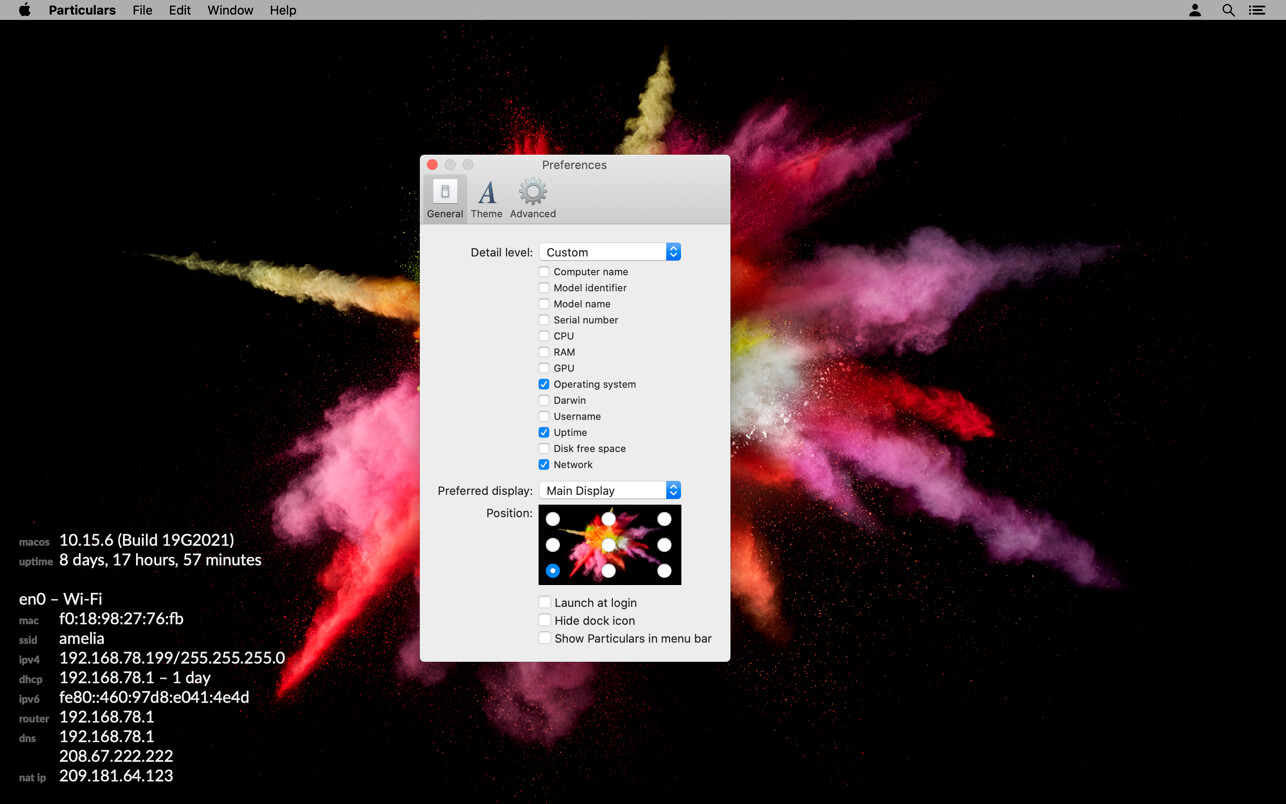 Particulars File Edit Window Help
Preferences
General Theme Advanced
Detail level: Custom
Computer name
Model identifier
Model name
Serial number
CPU
RAM
GPU
Operating system
Darwin
Username
Uptime
Disk free space
Network
Preferred display: Main Display
Position:
Launch at login
Hide dock icon
Show Particulars in menu bar
macos 10.15.6 (Build 19G2021)
uptime 8 days, 17 hours, 57 minutes
en0 – Wi-Fi
mac f0:18:98:27:76:fb
ssid amelia
ipv4 192.168.78.199/255.255.255.0
dhcp 192.168.78.1 – 1 day
ipv6 fe80::460:97d8:e041:4e4d
router 192.168.78.1
dns 192.168.78.1
208.67.222.222
nat ip 209.181.64.123